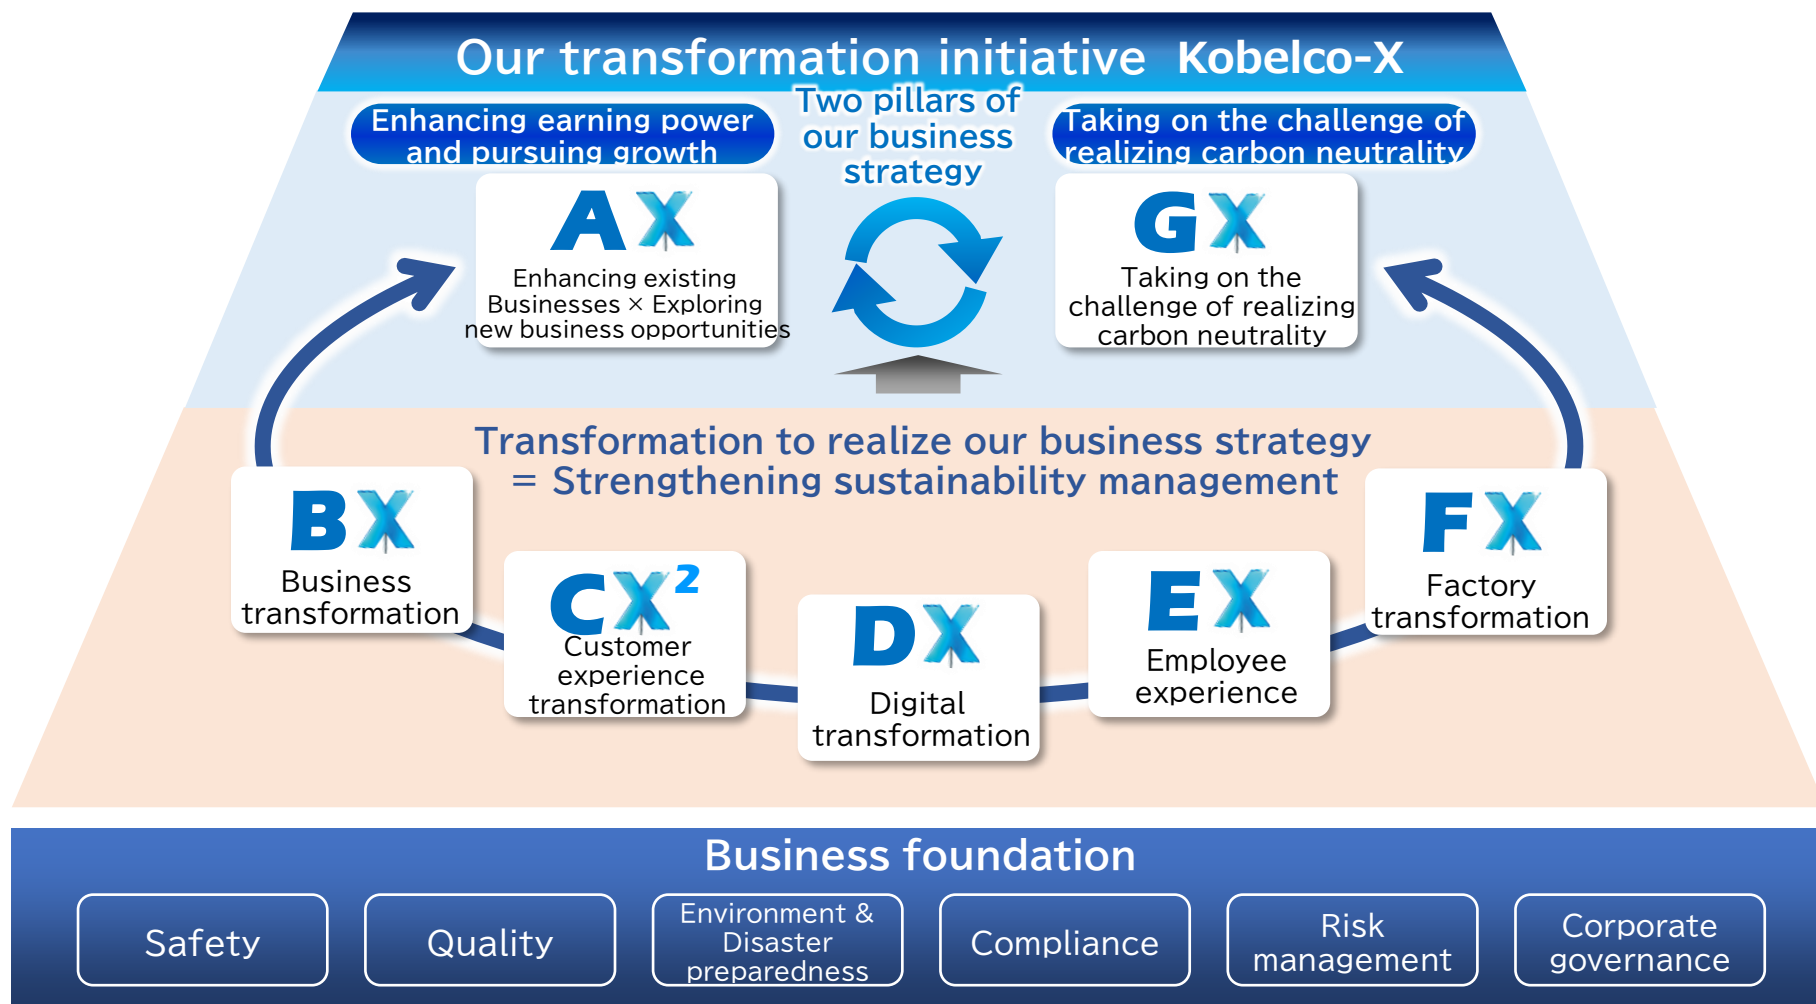 Our transformation initiative Kobelco-X
Two pillars of
our business
strategy
Enhancing earning power
and pursuing growth
Taking on the challenge of
realizing carbon neutrality
AX
Enhancing existing
Businesses × Exploring
new business opportunities
GX
Taking on the
challenge of realizing
carbon neutrality
Transformation to realize our business strategy
= Strengthening sustainability management
BX
Business
transformation
CX²
Customer
experience
transformation
DX
Digital
transformation
EX
Employee
experience
FX
Factory
transformation
Business foundation
Safety
Quality
Environment &
Disaster
preparedness
Compliance
Risk
management
Corporate
governance